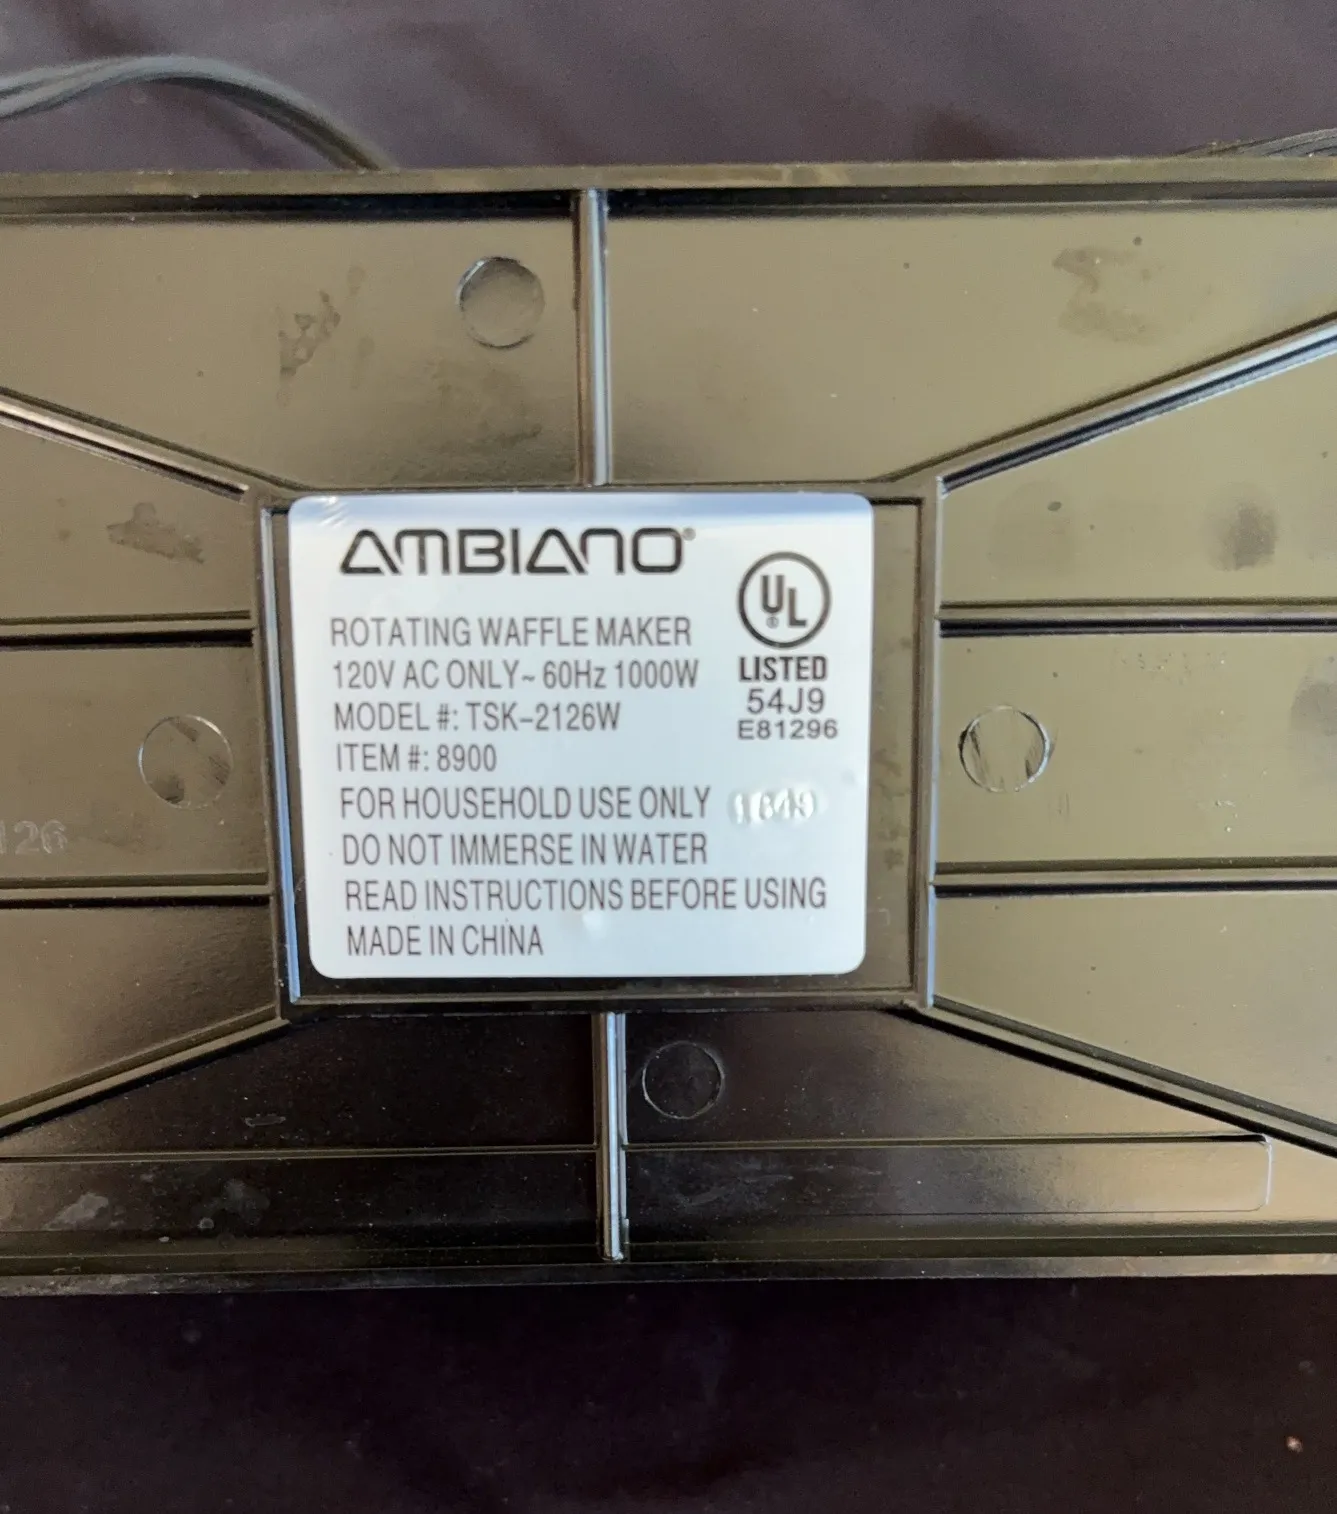 AMBIANO®
ROTATING WAFFLE MAKER
120V AC ONLY~ 60Hz 1000W
MODEL #: TSK-2126W
ITEM #: 8900
FOR HOUSEHOLD USE ONLY
DO NOT IMMERSE IN WATER
READ INSTRUCTIONS BEFORE USING
MADE IN CHINA
UL®
LISTED
54J9
E81296
1849